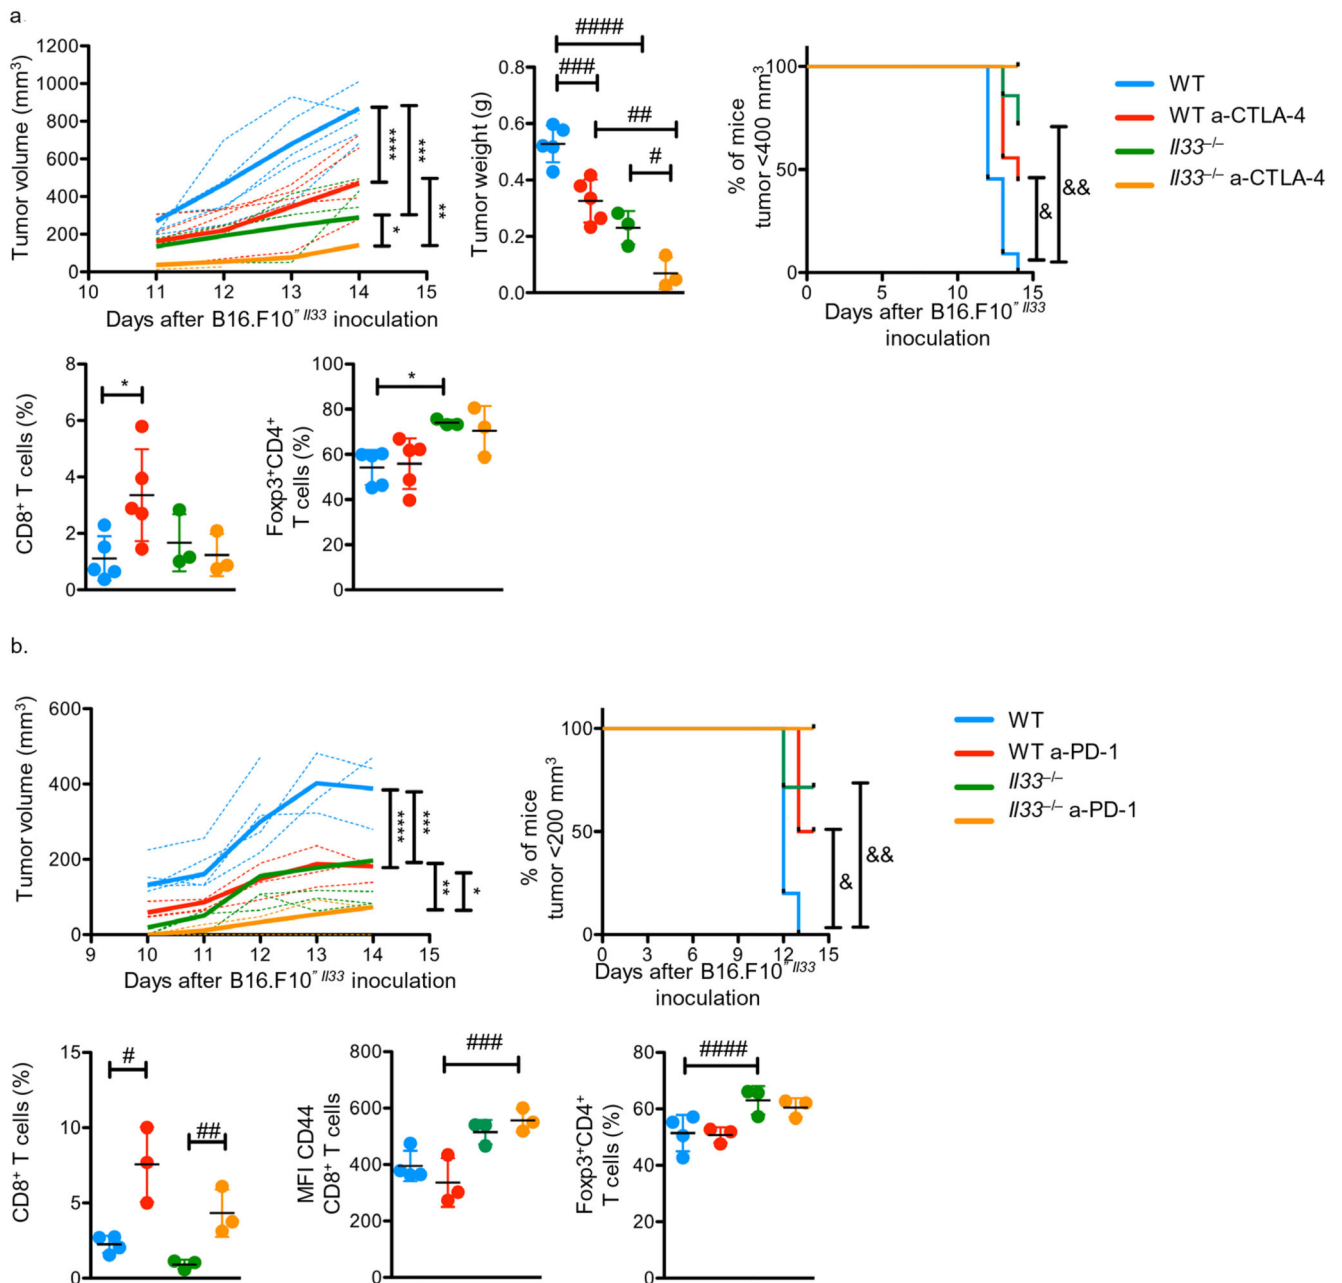 a.
Tumor volume (mm³)
1200
1000
800
600
400
200
0
10 11 12 13 14 15
Days after B16.F10″ Il33 inoculation
****
***
*
**
Tumor weight (g)
0.8
0.6
0.4
0.2
0.0
####
###
##
#
% of mice
tumor <400 mm³
100
50
0
0 5 10 15
Days after B16.F10″ Il33
inoculation
&
&&
WT
WT a-CTLA-4
Il33–/–
Il33–/– a-CTLA-4
CD8⁺ T cells (%)
8
6
4
2
0
*
Foxp3⁺CD4⁺
T cells (%)
100
80
60
40
20
0
*
b.
Tumor volume (mm³)
600
400
200
0
9 10 11 12 13 14 15
Days after B16.F10″ Il33 inoculation
****
***
**
*
% of mice
tumor <200 mm³
100
50
0
0 3 6 9 12 15
Days after B16.F10″ Il33
inoculation
&
&&
WT
WT a-PD-1
Il33–/–
Il33–/– a-PD-1
CD8⁺ T cells (%)
15
10
5
0
#
##
MFI CD44
CD8⁺ T cells
800
600
400
200
0
###
Foxp3⁺CD4⁺
T cells (%)
80
60
40
20
0
####